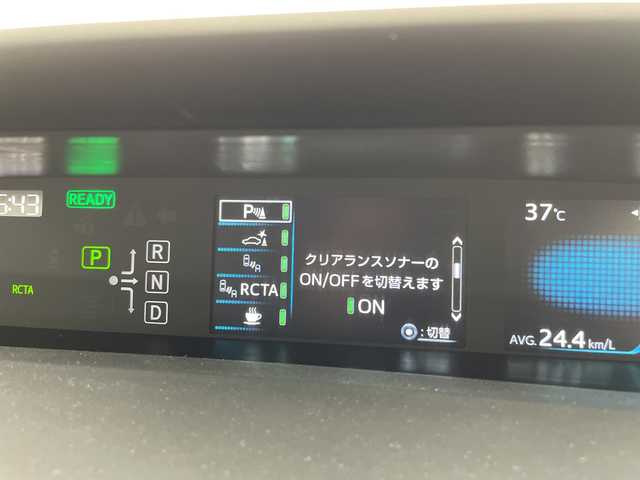 5:43
READY
P
R
N
D
RCTA
P
RCTA
クリアランスソナーの
ON/OFFを切替えます
ON
:切替
37℃
AVG. 24.4 km/L